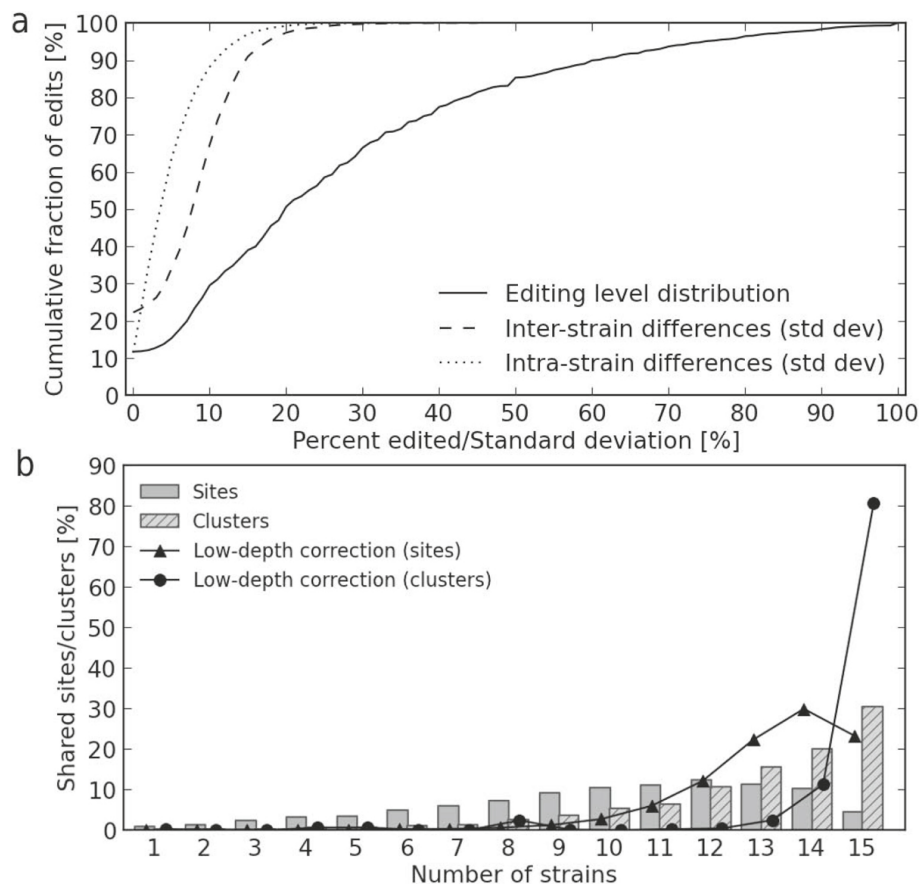 a
Cumulative fraction of edits [%]
100
90
80
70
60
50
40
30
20
10
0
Editing level distribution
Inter-strain differences (std dev)
Intra-strain differences (std dev)
0 10 20 30 40 50 60 70 80 90 100
Percent edited/Standard deviation [%]
b
Shared sites/clusters [%]
90
80
70
60
50
40
30
20
10
0
Sites
Clusters
Low-depth correction (sites)
Low-depth correction (clusters)
1 2 3 4 5 6 7 8 9 10 11 12 13 14 15
Number of strains